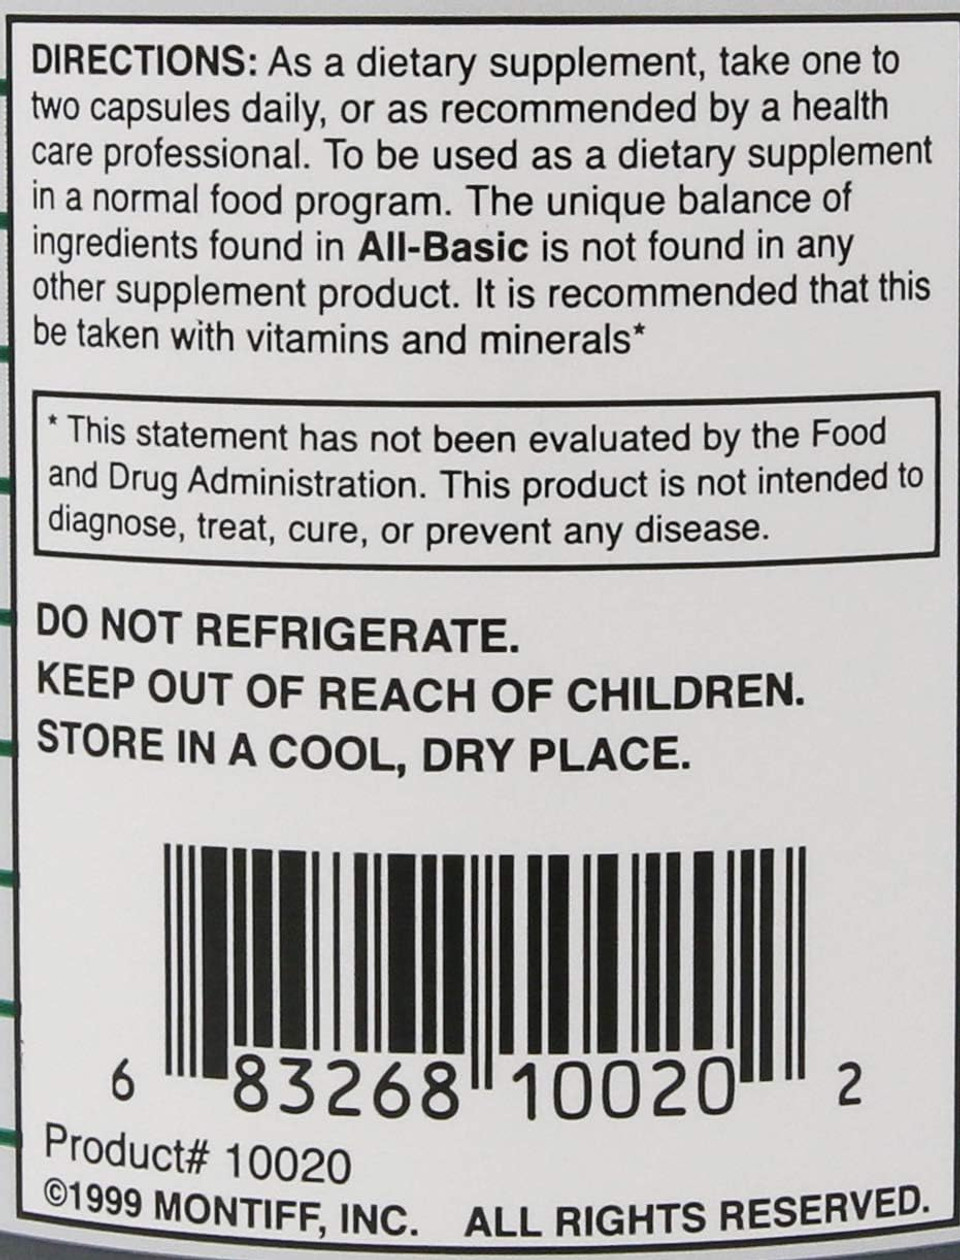 DIRECTIONS: As a dietary supplement, take one to
two capsules daily, or as recommended by a health
care professional. To be used as a dietary supplement
in a normal food program. The unique balance of
ingredients found in All-Basic is not found in any
other supplement product. It is recommended that this
be taken with vitamins and minerals*
* This statement has not been evaluated by the Food
and Drug Administration. This product is not intended to
diagnose, treat, cure, or prevent any disease.
DO NOT REFRIGERATE.
KEEP OUT OF REACH OF CHILDREN.
STORE IN A COOL, DRY PLACE.
6 83268 10020 2
Product# 10020
©1999 MONTIFF, INC. ALL RIGHTS RESERVED.